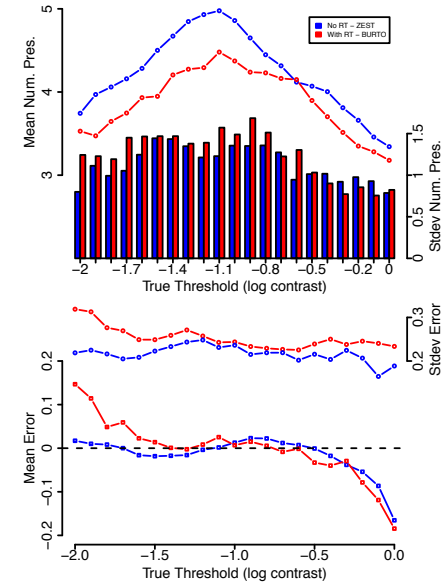 5
4
3
Mean Num. Pres.
No RT − ZEST
With RT − BURTO
1.5
1
0.5
0
Stdev Num. Pres.
−2 −1.7 −1.4 −1.1 −0.8 −0.5 0
True Threshold (log contrast)
0.3
0.2
Stdev Error
0.2
0.1
0
−0.1
−0.2
Mean Error
−2.0 −1.5 −1.0 −0.5 0.0
True Threshold (log contrast)